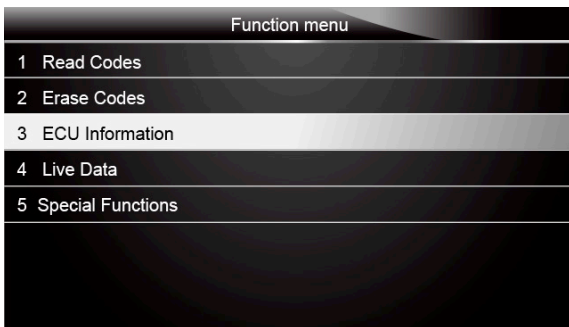 Function menu
1 Read Codes
2 Erase Codes
3 ECU Information
4 Live Data
5 Special Functions